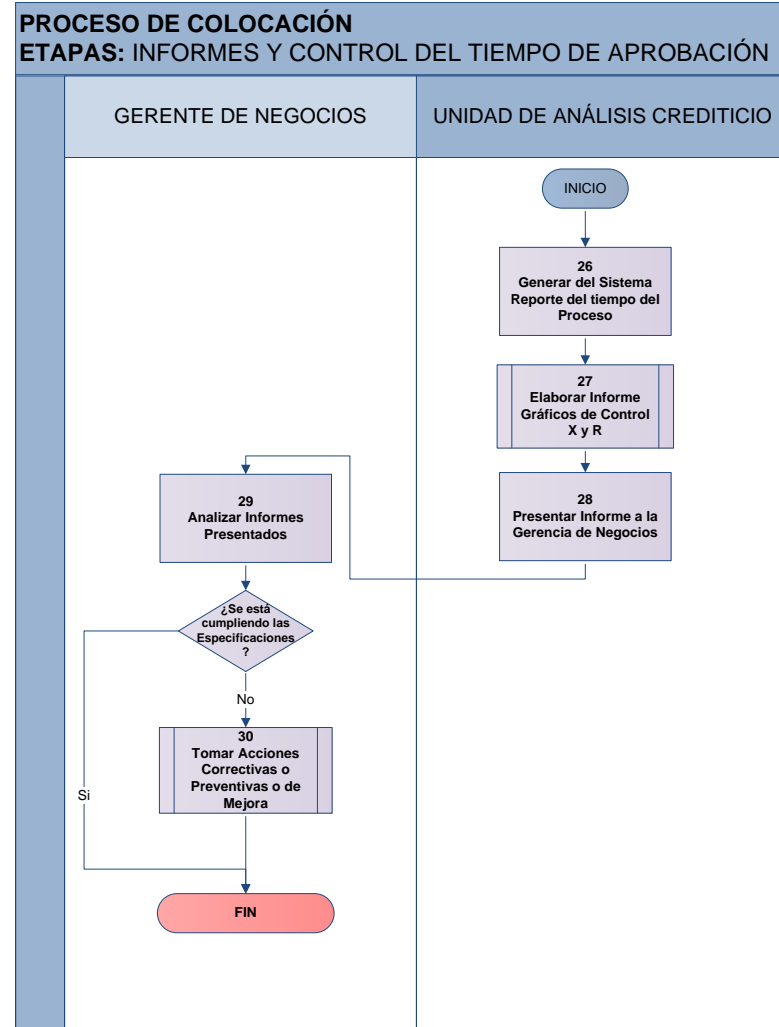 PROCESO DE COLOCACIÓN
ETAPAS: INFORMES Y CONTROL DEL TIEMPO DE APROBACIÓN
GERENTE DE NEGOCIOS
UNIDAD DE ANÁLISIS CREDITICIO
INICIO
26
Generar del Sistema
Reporte del tiempo del
Proceso
27
Elaborar Informe
Gráficos de Control
X y R
28
Presentar Informe a la
Gerencia de Negocios
29
Analizar Informes
Presentados
¿Se está
cumpliendo las
Especificaciones
?
No
30
Tomar Acciones
Correctivas o
Preventivas o de
Mejora
Si
FIN